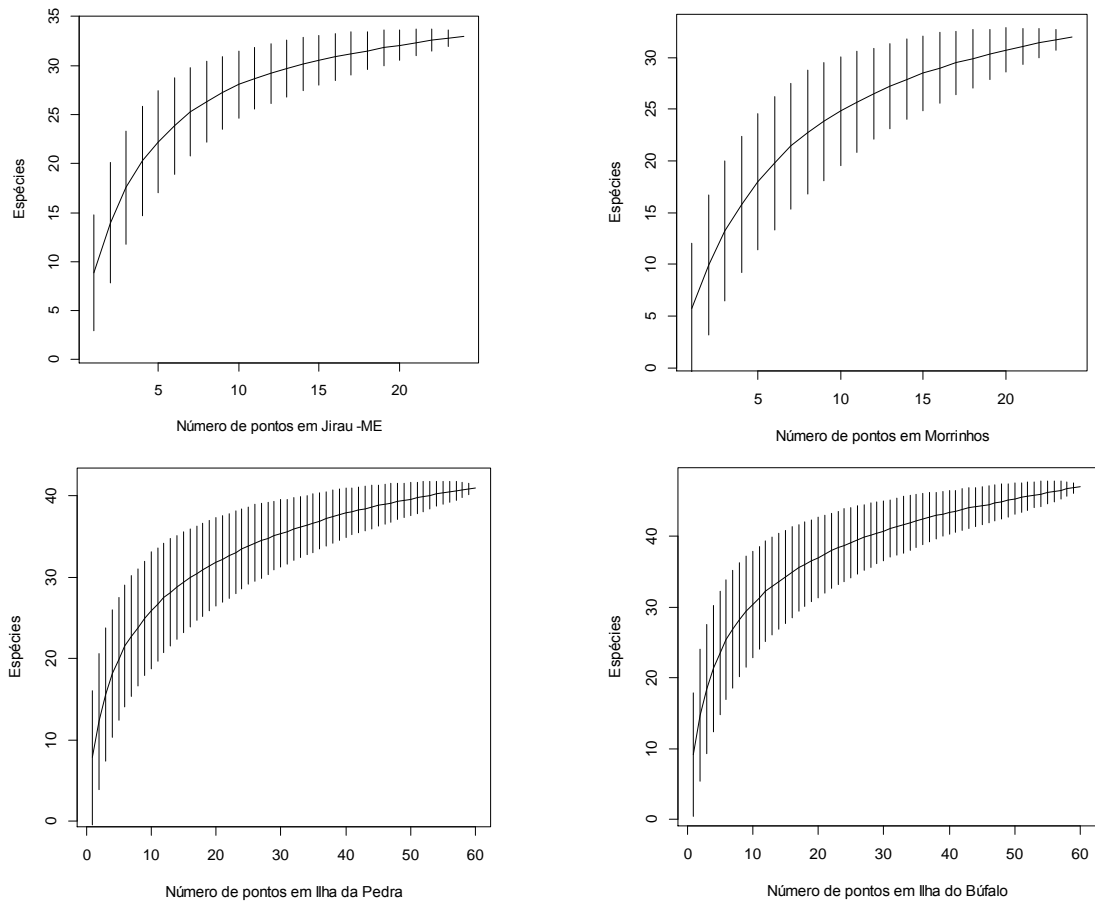 35
30
25
20
15
10
5
0
Espécies
5 10 15 20
Número de pontos em Jirau -ME
30
25
20
15
10
5
0
Espécies
5 10 15 20
Número de pontos em Morrinhos
40
30
20
10
0
Espécies
0 10 20 30 40 50 60
Número de pontos em Ilha da Pedra
40
30
20
10
0
Espécies
0 10 20 30 40 50 60
Número de pontos em Ilha do Búfalo